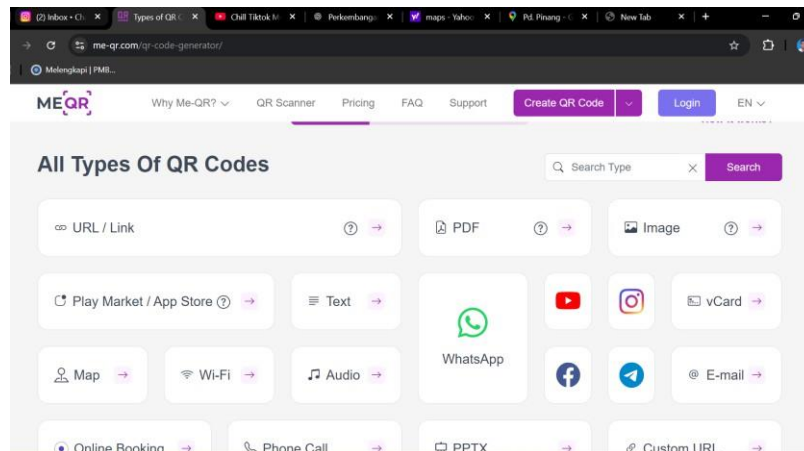 (2) Inbox • Ch
Types of QR C
Chill Tiktok M
Perkembanga
maps - Yahoo
Pd. Pinang - G
New Tab
me-qr.com/qr-code-generator/
Melengkapi | PMB...
MEQR
Why Me-QR?
QR Scanner
Pricing
FAQ
Support
Create QR Code
Login
EN
All Types Of QR Codes
Search Type
Search
URL / Link
PDF
Image
Play Market / App Store
Text
WhatsApp
vCard
Map
Wi-Fi
Audio
E-mail
Online Booking
Phone Call
PPTX
Custom URL